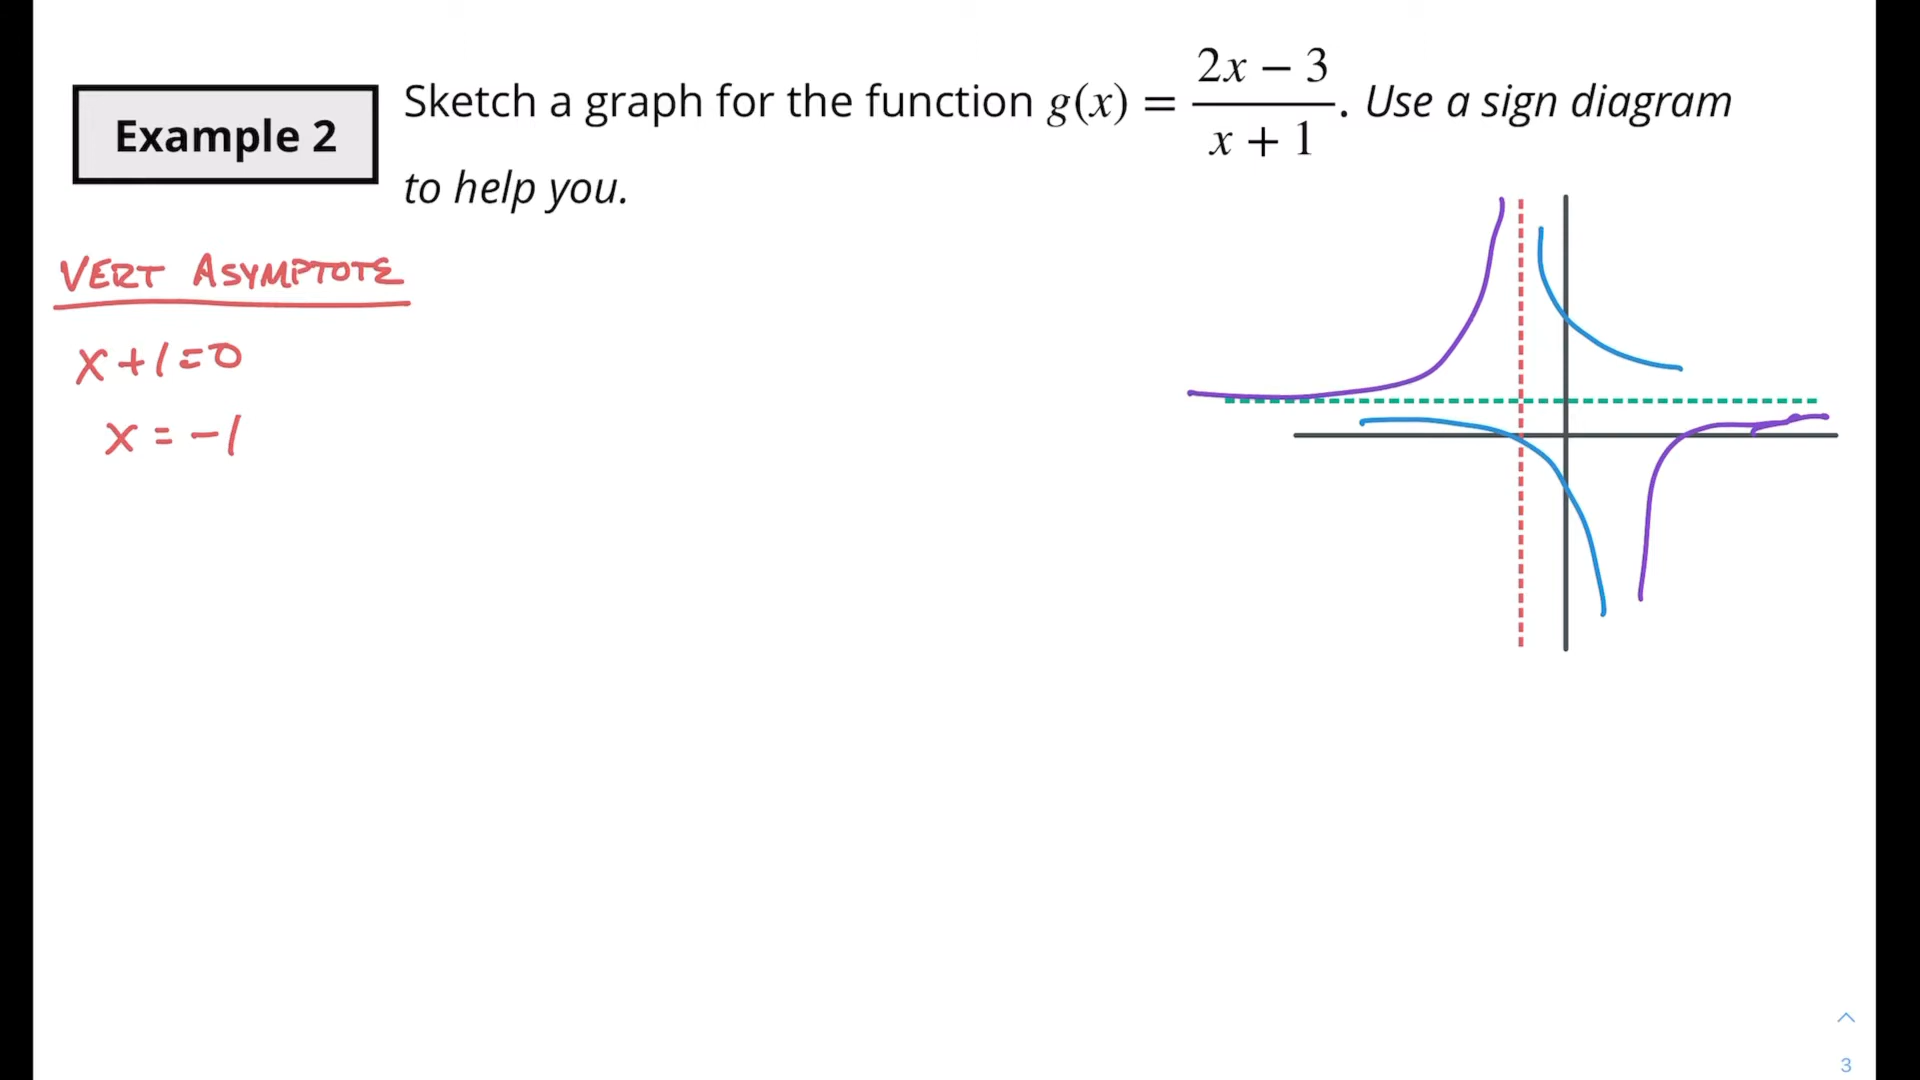 Example 2
Sketch a graph for the function g(x) = (2x − 3)/(x + 1). Use a sign diagram
to help you.
VERT ASYMPTOTE
x+1=0
x = -1
3